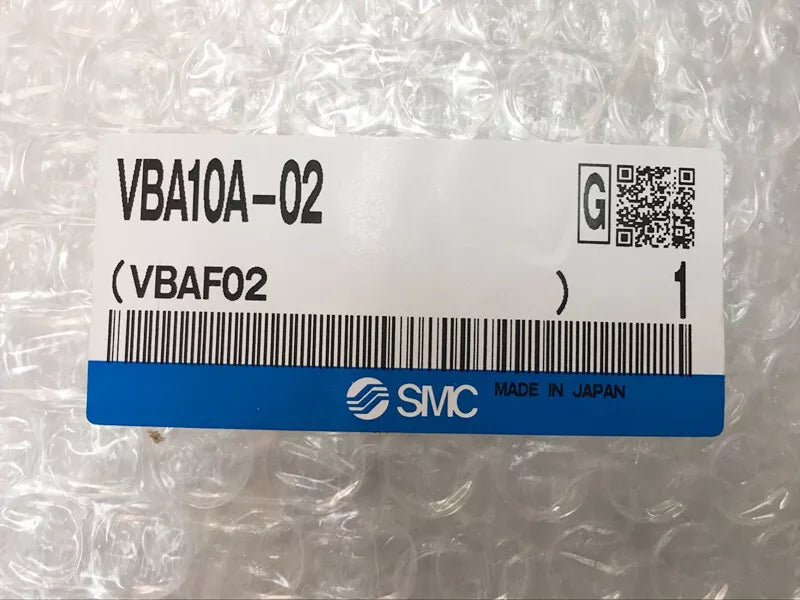 VBA10A-02
G
(VBAF02 ) 1
SMC MADE IN JAPAN